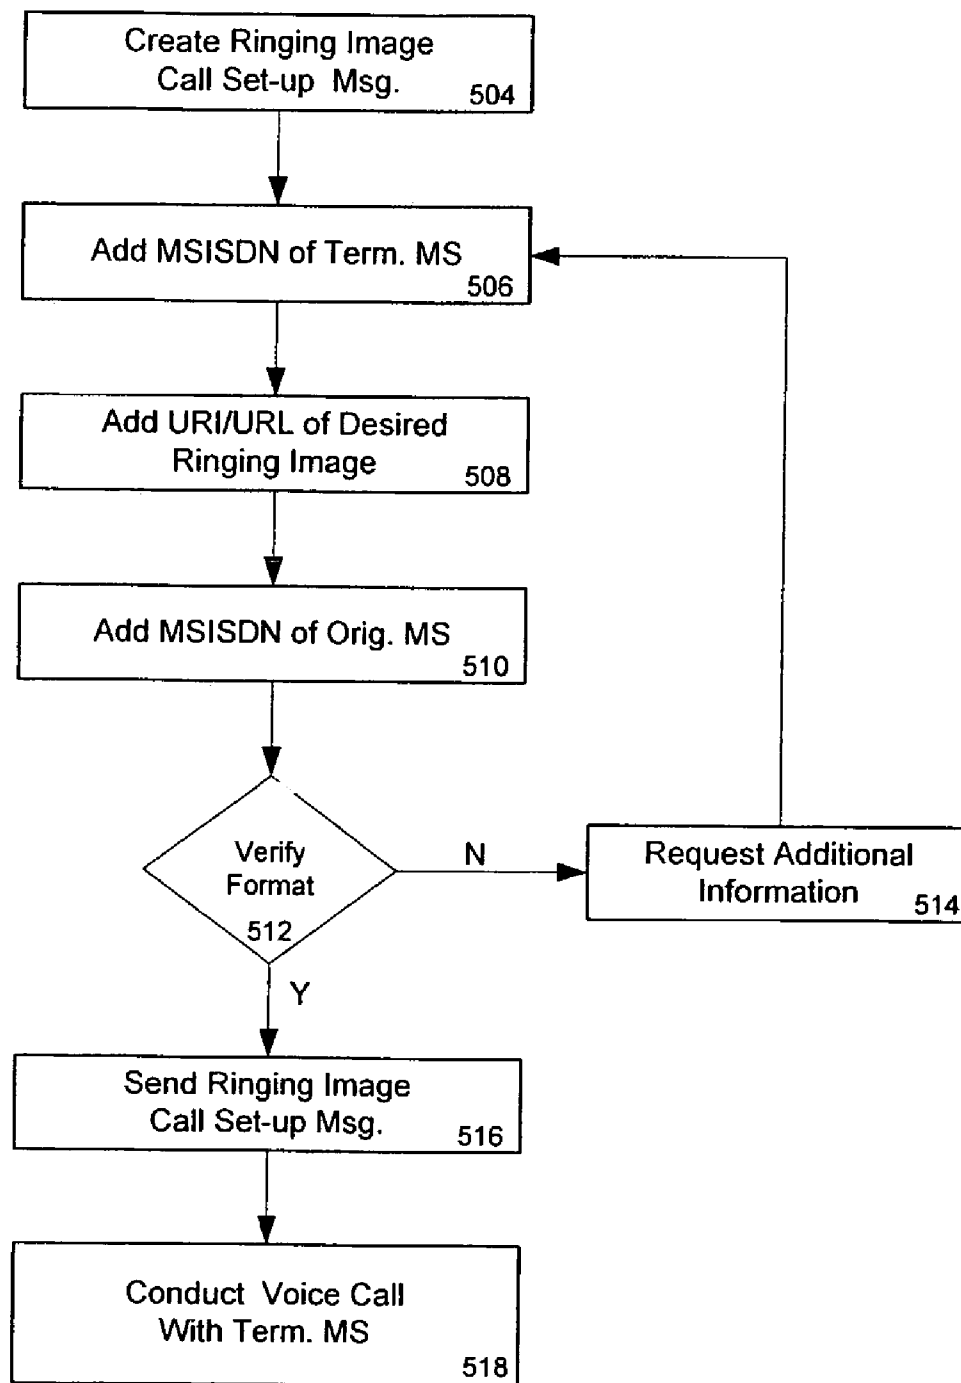 Create Ringing Image
Call Set-up Msg.
504
Add MSISDN of Term. MS
506
Add URI/URL of Desired
Ringing Image
508
Add MSISDN of Orig. MS
510
Verify
Format
512
N
Request Additional
Information
514
Y
Send Ringing Image
Call Set-up Msg.
516
Conduct Voice Call
With Term. MS
518